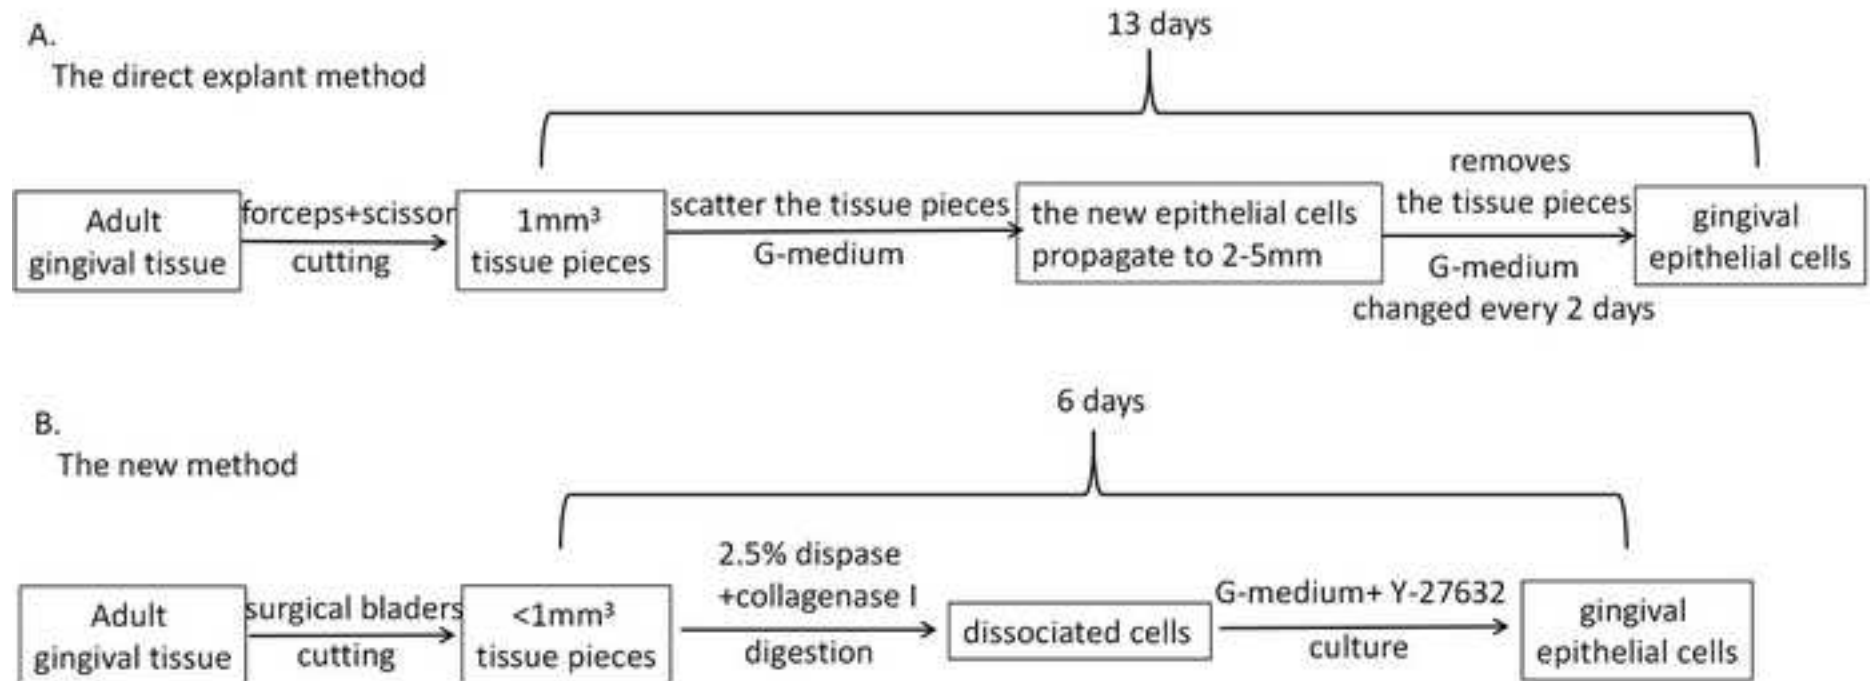 A.
The direct explant method
13 days
Adult
gingival tissue
forceps+scissor
cutting
1mm³
tissue pieces
scatter the tissue pieces
G-medium
the new epithelial cells
propagate to 2-5mm
removes
the tissue pieces
G-medium
changed every 2 days
gingival
epithelial cells
B.
The new method
6 days
Adult
gingival tissue
surgical bladers
cutting
<1mm³
tissue pieces
2.5% dispase
+collagenase I
digestion
dissociated cells
G-medium+ Y-27632
culture
gingival
epithelial cells